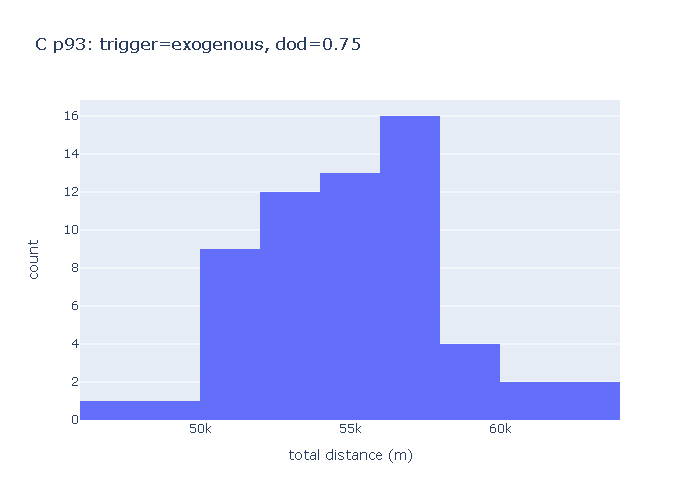 C p93: trigger=exogenous, dod=0.75
16
14
12
10
8
6
4
2
0
count
50k
55k
60k
total distance (m)